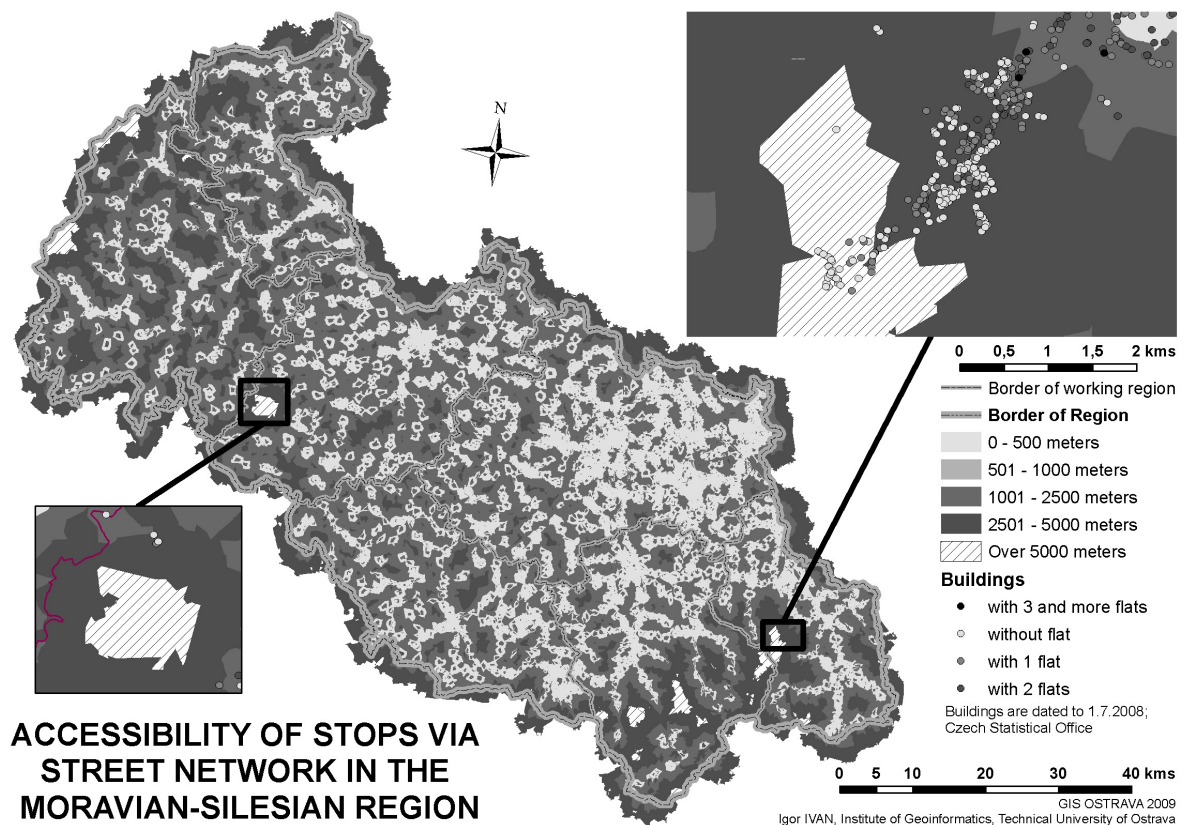 N
0 0,5 1 1,5 2 kms
Border of working region
Border of Region
0 - 500 meters
501 - 1000 meters
1001 - 2500 meters
2501 - 5000 meters
Over 5000 meters
Buildings
with 3 and more flats
without flat
with 1 flat
with 2 flats
Buildings are dated to 1.7.2008;
Czech Statistical Office
ACCESSIBILITY OF STOPS VIA
STREET NETWORK IN THE
MORAVIAN-SILESIAN REGION
0 5 10 20 30 40 kms
GIS OSTRAVA 2009
Igor IVAN, Institute of Geoinformatics, Technical University of Ostrava